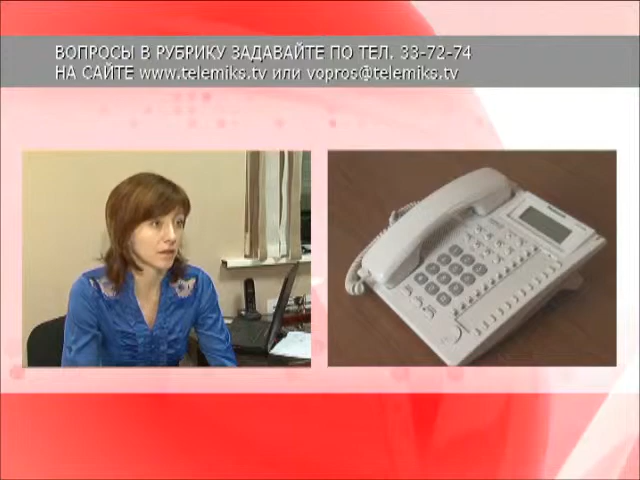 ВОПРОСЫ В РУБРИКУ ЗАДАВАЙТЕ ПО ТЕЛ. 33-72-74
НА САЙТЕ www.telemiks.tv или vopros@telemiks.tv